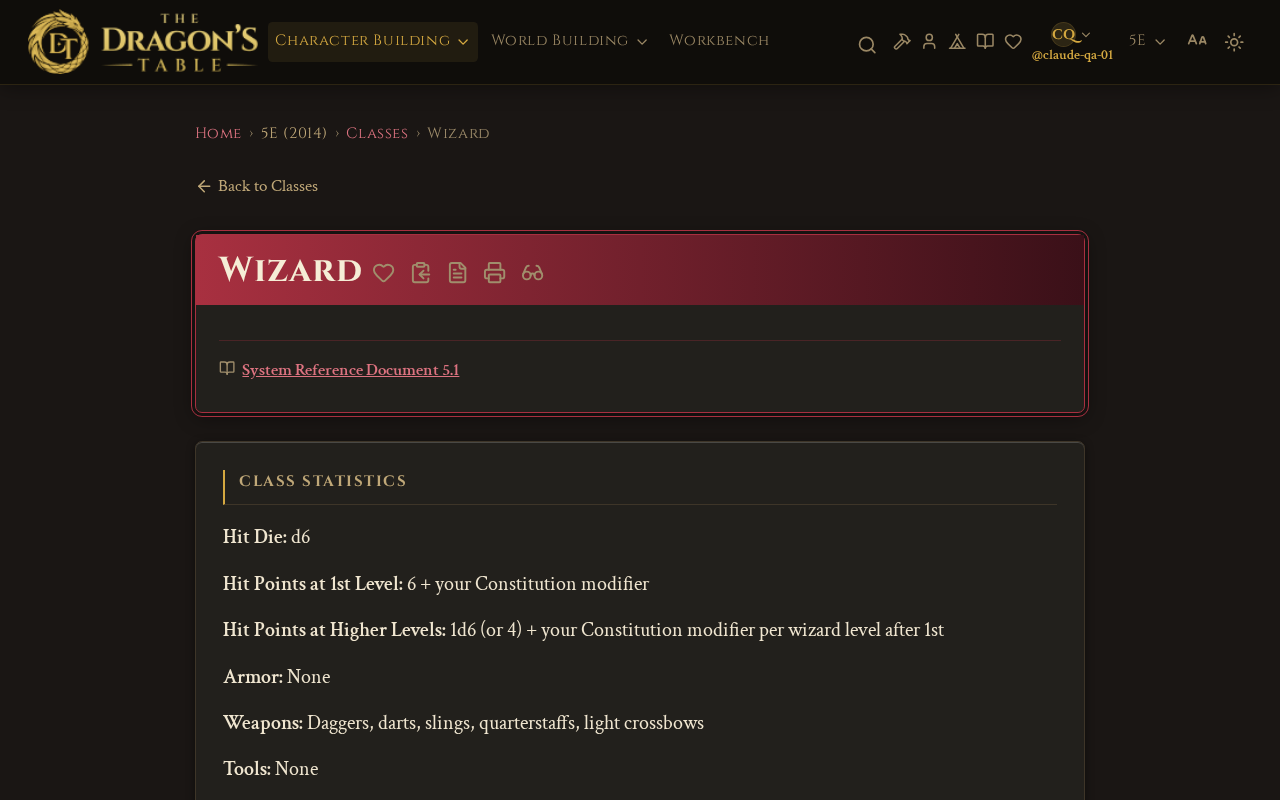 THE
DRAGON'S
TABLE
DT
Character Building
World Building
Workbench
CQ
@claude-qa-01
5E
AA
Home › 5E (2014) › Classes › Wizard
Back to Classes
Wizard
System Reference Document 5.1
CLASS STATISTICS
Hit Die: d6
Hit Points at 1st Level: 6 + your Constitution modifier
Hit Points at Higher Levels: 1d6 (or 4) + your Constitution modifier per wizard level after 1st
Armor: None
Weapons: Daggers, darts, slings, quarterstaffs, light crossbows
Tools: None